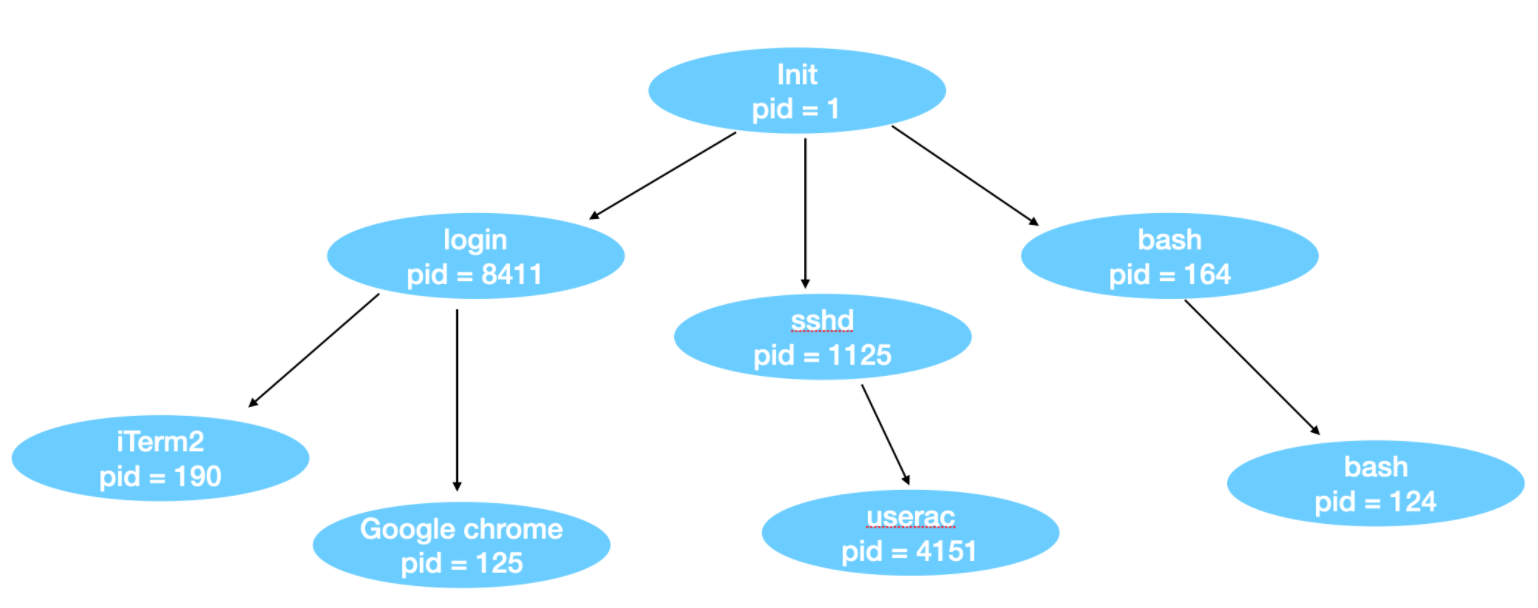 Init
pid = 1
login
pid = 8411
bash
pid = 164
sshd
pid = 1125
iTerm2
pid = 190
Google chrome
pid = 125
userac
pid = 4151
bash
pid = 124